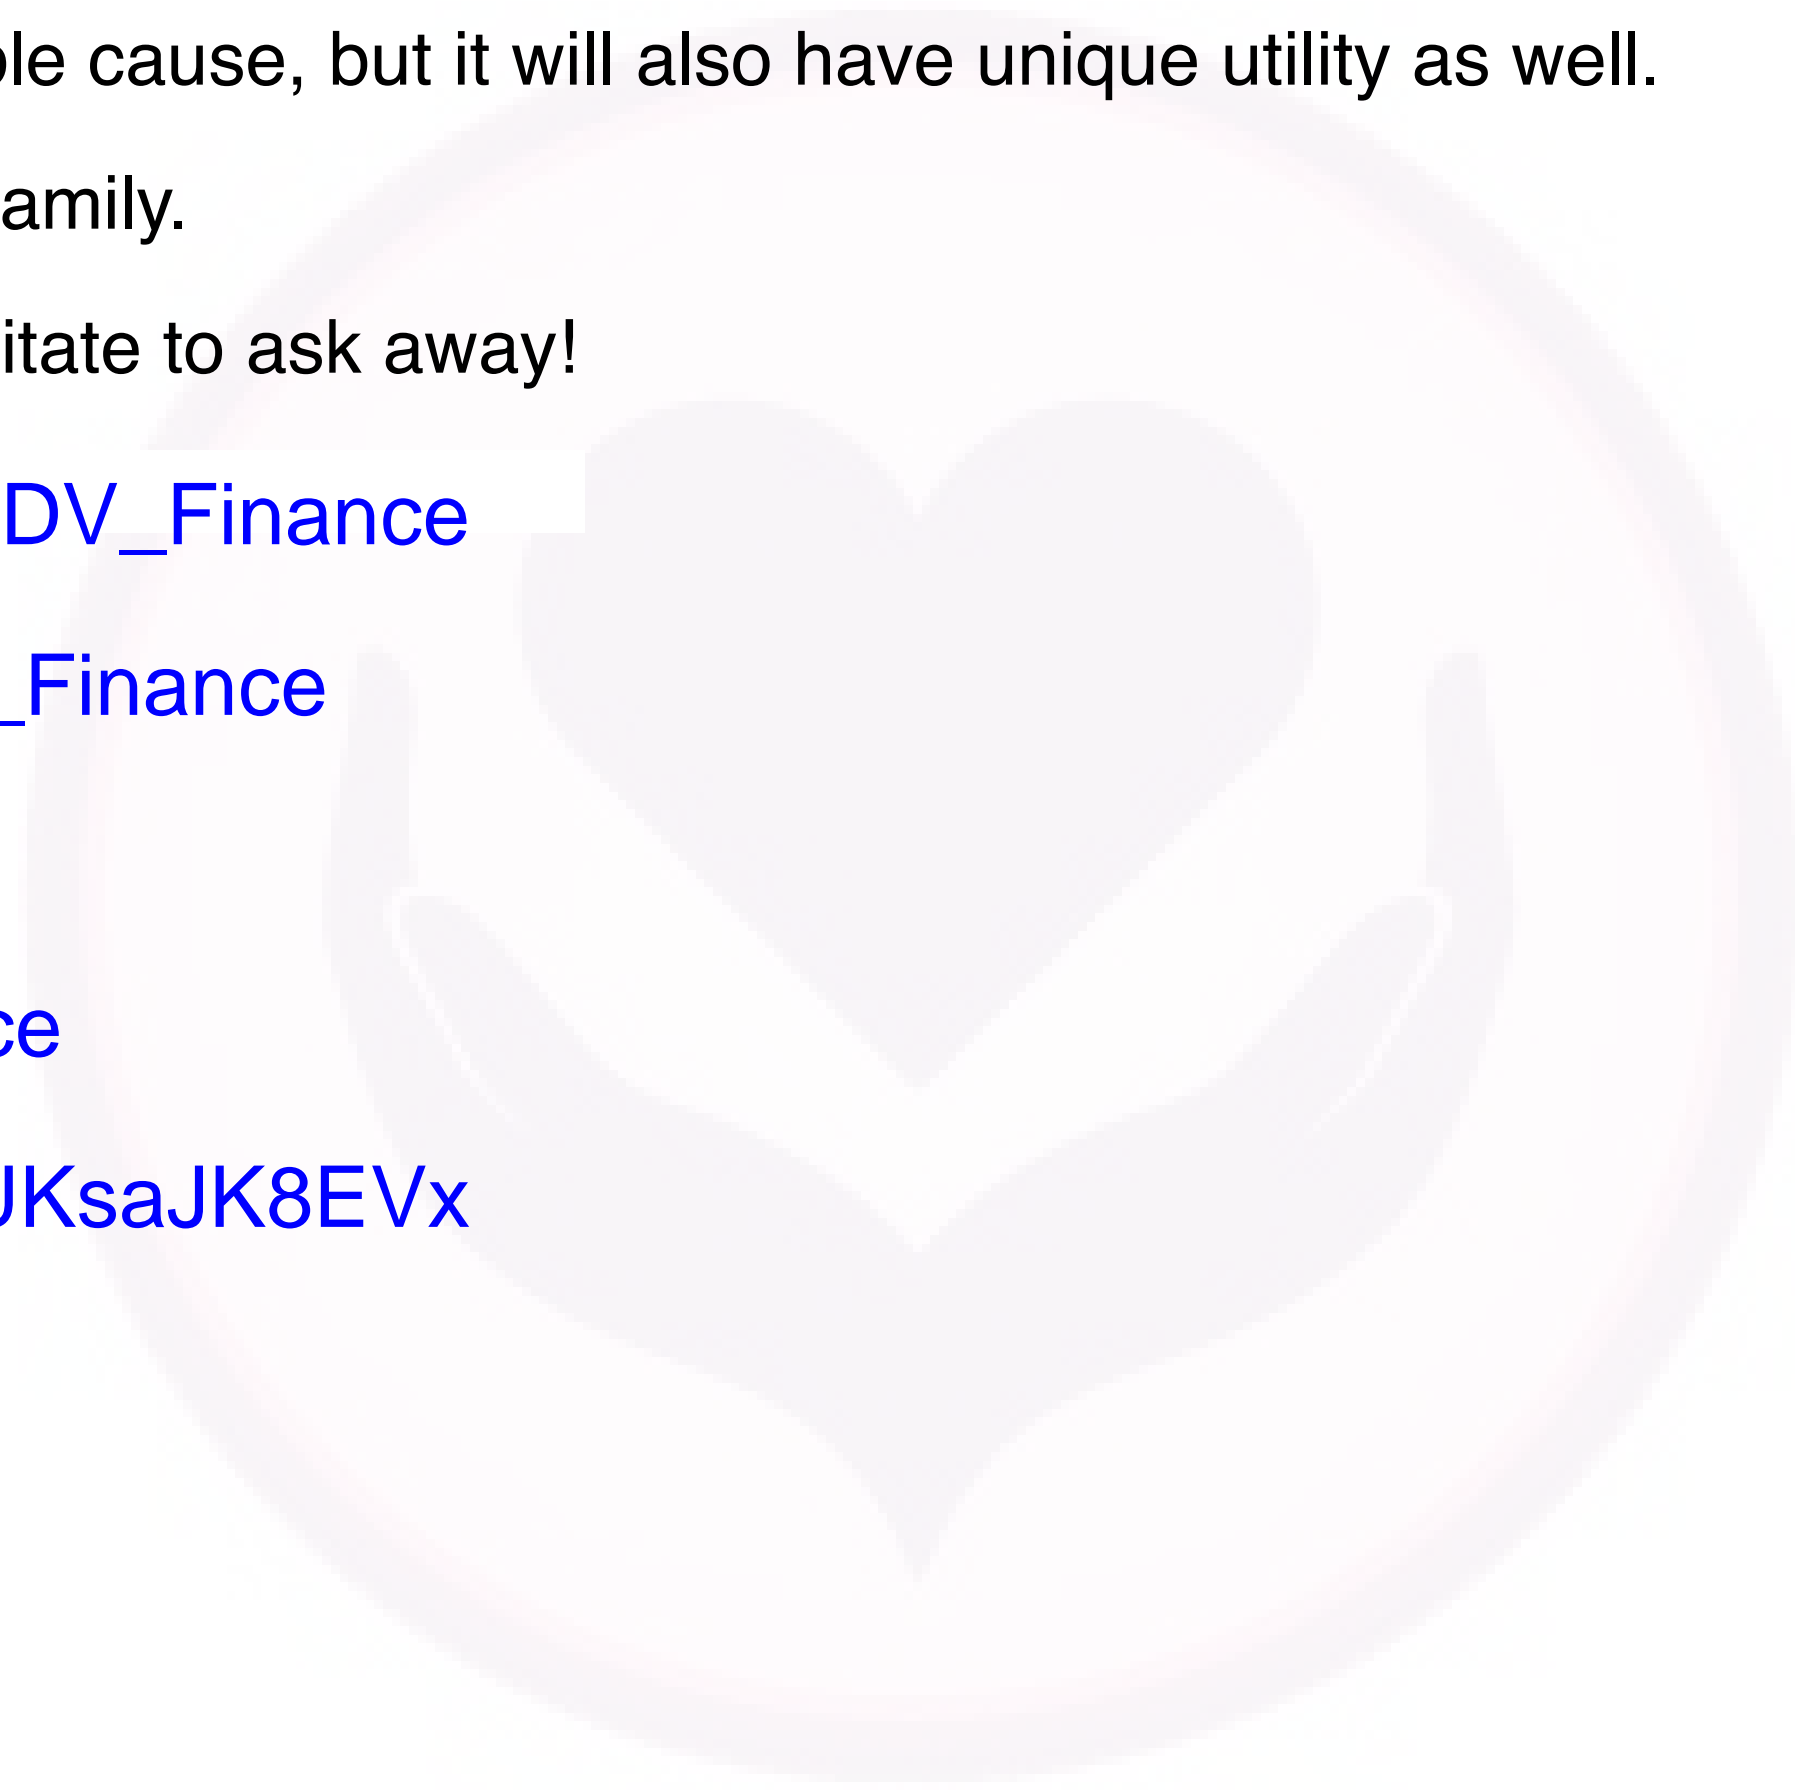 ble cause, but it will also have unique utility as well.
amily.
itate to ask away!
DV_Finance
_Finance
ce
UKsaJK8EVx